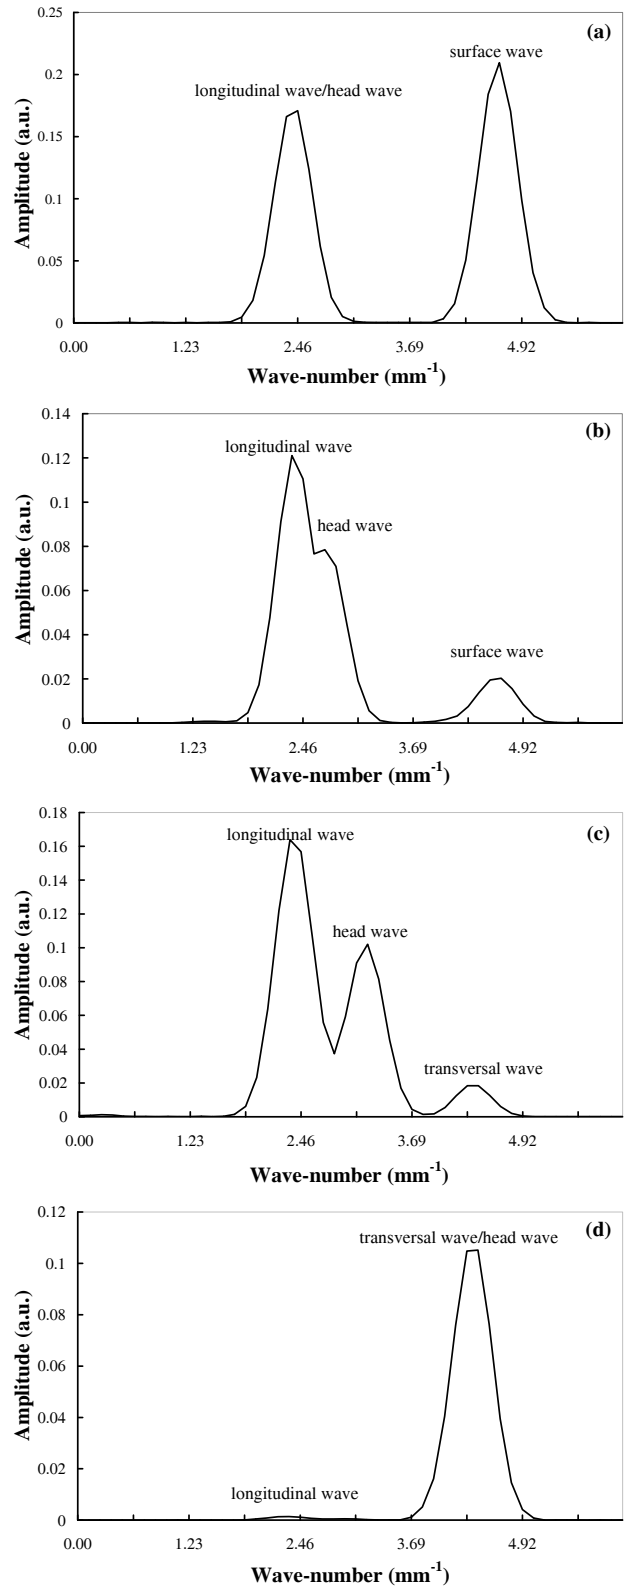 (a)
0.25
surface wave
longitudinal wave/head wave
0.2
0.15
0.1
0.05
0
Amplitude (a.u.)
0.00 1.23 2.46 3.69 4.92
Wave-number (mm-1)
(b)
0.14
longitudinal wave
0.12
head wave
0.1
0.08
0.06
0.04
surface wave
0.02
0
Amplitude (a.u.)
0.00 1.23 2.46 3.69 4.92
Wave-number (mm-1)
(c)
0.18
longitudinal wave
0.16
0.14
0.12
head wave
0.1
0.08
0.06
0.04
transversal wave
0.02
0
Amplitude (a.u.)
0.00 1.23 2.46 3.69 4.92
Wave-number (mm-1)
(d)
0.12
transversal wave/head wave
0.1
0.08
0.06
0.04
0.02
longitudinal wave
0
Amplitude (a.u.)
0.00 1.23 2.46 3.69 4.92
Wave-number (mm-1)